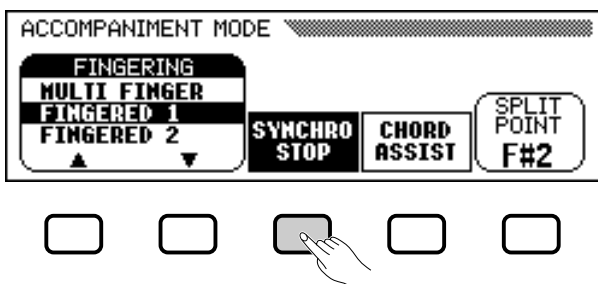 ACCOMPANIMENT MODE
FINGERING
MULTI FINGER
FINGERED 1
FINGERED 2
▲ ▼
SYNCHRO
STOP
CHORD
ASSIST
SPLIT
POINT
F#2